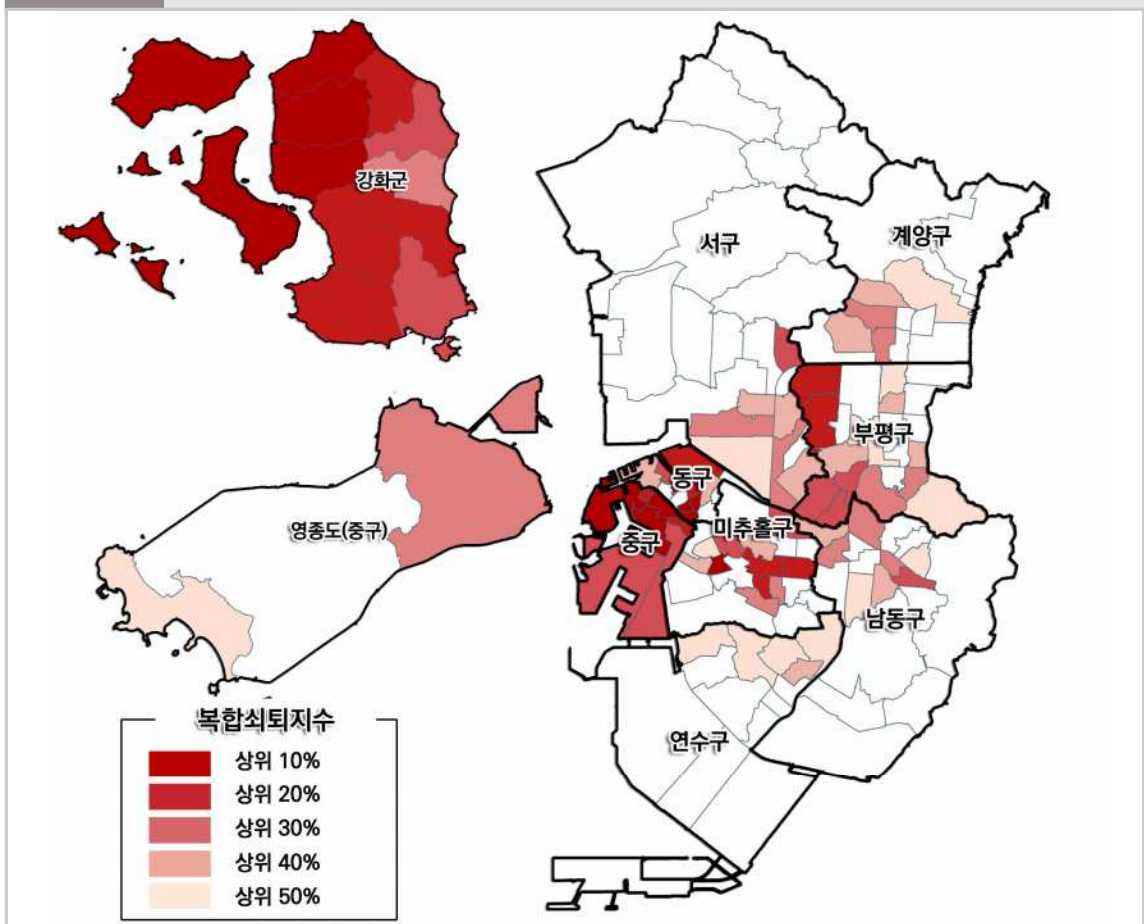 강화군
서구
계양구
부평구
동구
미추홀구
중구
영종도(중구)
남동구
연수구
복합쇠퇴지수
상위 10%
상위 20%
상위 30%
상위 40%
상위 50%